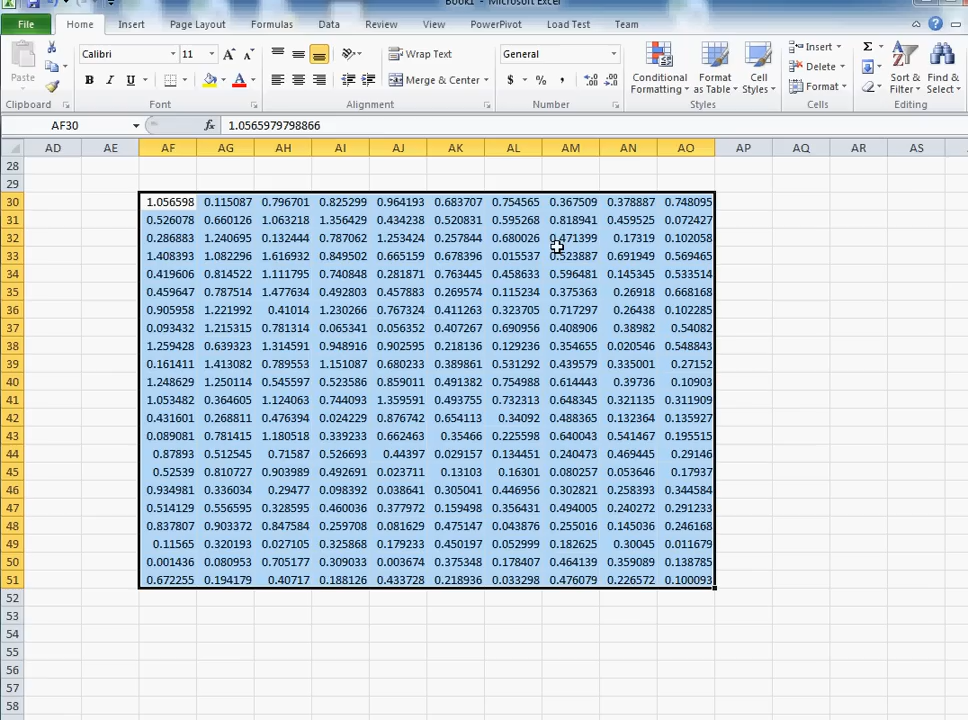 Book1 - Microsoft Excel
File Home Insert Page Layout Formulas Data Review View PowerPivot Load Test Team
Calibri 11 A A Wrap Text General Insert Σ
Paste B I U A Merge & Center $ % , Conditional Formatting Format as Table Cell Styles Delete Format Sort & Filter Find & Select
Clipboard Font Alignment Number Styles Cells Editing
AF30 fx 1.0565979798866
AD AE AF AG AH AI AJ AK AL AM AN AO AP AQ AR AS
28
29
30 1.056598 0.115087 0.796701 0.825299 0.964193 0.683707 0.754565 0.367509 0.378887 0.748095
31 0.526078 0.660126 1.063218 1.356429 0.434238 0.520831 0.595268 0.818941 0.459525 0.072427
32 0.286883 1.240695 0.132444 0.787062 1.253424 0.257844 0.680026 0.471399 0.17319 0.102058
33 1.408393 1.082296 1.616932 0.849502 0.665159 0.678396 0.015537 0.523887 0.691949 0.569465
34 0.419606 0.814522 1.111795 0.740848 0.281871 0.763445 0.458633 0.596481 0.145345 0.533514
35 0.459647 0.787514 1.477634 0.492803 0.457883 0.269574 0.115234 0.375363 0.26918 0.668168
36 0.905958 1.221992 0.41014 1.230266 0.767324 0.411263 0.323705 0.717297 0.26438 0.102285
37 0.093432 1.215315 0.781314 0.065341 0.056352 0.407267 0.690956 0.408906 0.38982 0.54082
38 1.259428 0.639323 1.314591 0.948916 0.902595 0.218136 0.129236 0.354655 0.020546 0.548843
39 0.161411 1.413082 0.789553 1.151087 0.680233 0.389861 0.531292 0.439579 0.335001 0.27152
40 1.248629 1.250114 0.545597 0.523586 0.859011 0.491382 0.754988 0.614443 0.39736 0.10903
41 1.053482 0.364605 1.124063 0.744093 1.359591 0.493755 0.732313 0.648345 0.321135 0.311909
42 0.431601 0.268811 0.476394 0.024229 0.876742 0.654113 0.34092 0.488365 0.132364 0.135927
43 0.089081 0.781415 1.180518 0.339233 0.662463 0.35466 0.225598 0.640043 0.541467 0.195515
44 0.87893 0.512545 0.71587 0.526693 0.44397 0.029157 0.134451 0.240473 0.469445 0.29146
45 0.52539 0.810727 0.903989 0.492691 0.023711 0.13103 0.16301 0.080257 0.053646 0.17937
46 0.934981 0.336034 0.29477 0.098392 0.038641 0.305041 0.446956 0.302821 0.258393 0.344584
47 0.514129 0.556595 0.328595 0.460036 0.377972 0.159498 0.356431 0.494005 0.240272 0.291233
48 0.837807 0.903372 0.847584 0.259708 0.081629 0.475147 0.043876 0.255016 0.145036 0.246168
49 0.11565 0.320193 0.027105 0.325868 0.179233 0.450197 0.052999 0.182625 0.30045 0.011679
50 0.001436 0.080953 0.705177 0.309033 0.003674 0.375348 0.178407 0.464139 0.359089 0.138785
51 0.672255 0.194179 0.40717 0.188126 0.433728 0.218936 0.033298 0.476079 0.226572 0.100093
52
53
54
55
56
57
58